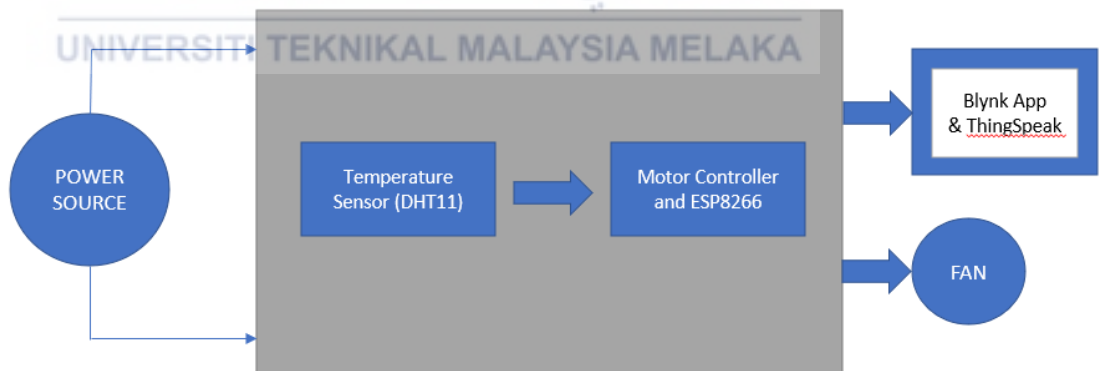 UNIVERSITI TEKNIKAL MALAYSIA MELAKA
POWER
SOURCE
Temperature
Sensor (DHT11)
Motor Controller
and ESP8266
Blynk App
& ThingSpeak
FAN